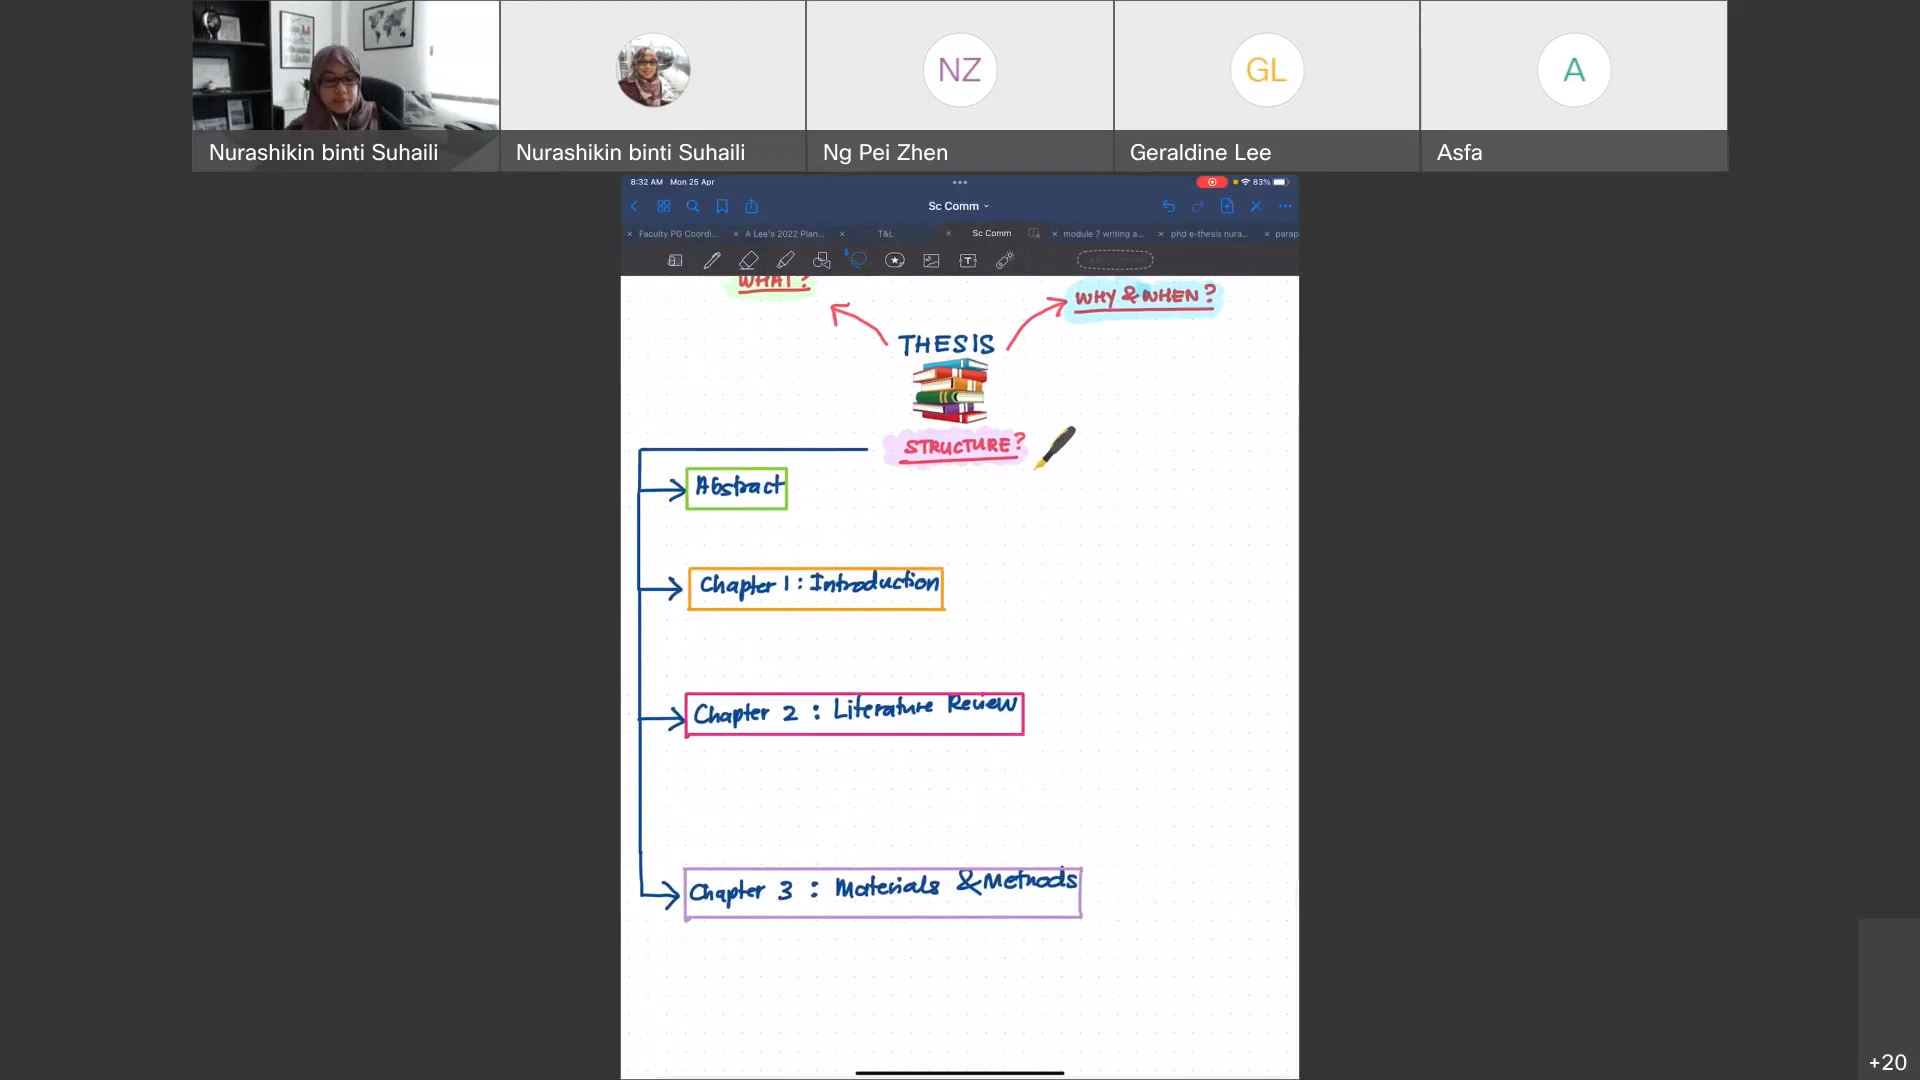 Nurashikin binti Suhaili
Nurashikin binti Suhaili
NZ
Ng Pei Zhen
GL
Geraldine Lee
A
Asfa
8:32 AM Mon 25 Apr
83%
Sc Comm
Faculty PG Coordi...
A Lee's 2022 Plan...
T&L
Sc Comm
module 7 writing a...
phd e-thesis nura...
parap
WHAT?
WHY & WHEN?
THESIS
STRUCTURE?
Abstract
Chapter 1 : Introduction
Chapter 2 : Literature Review
Chapter 3 : Materials & Methods
+20